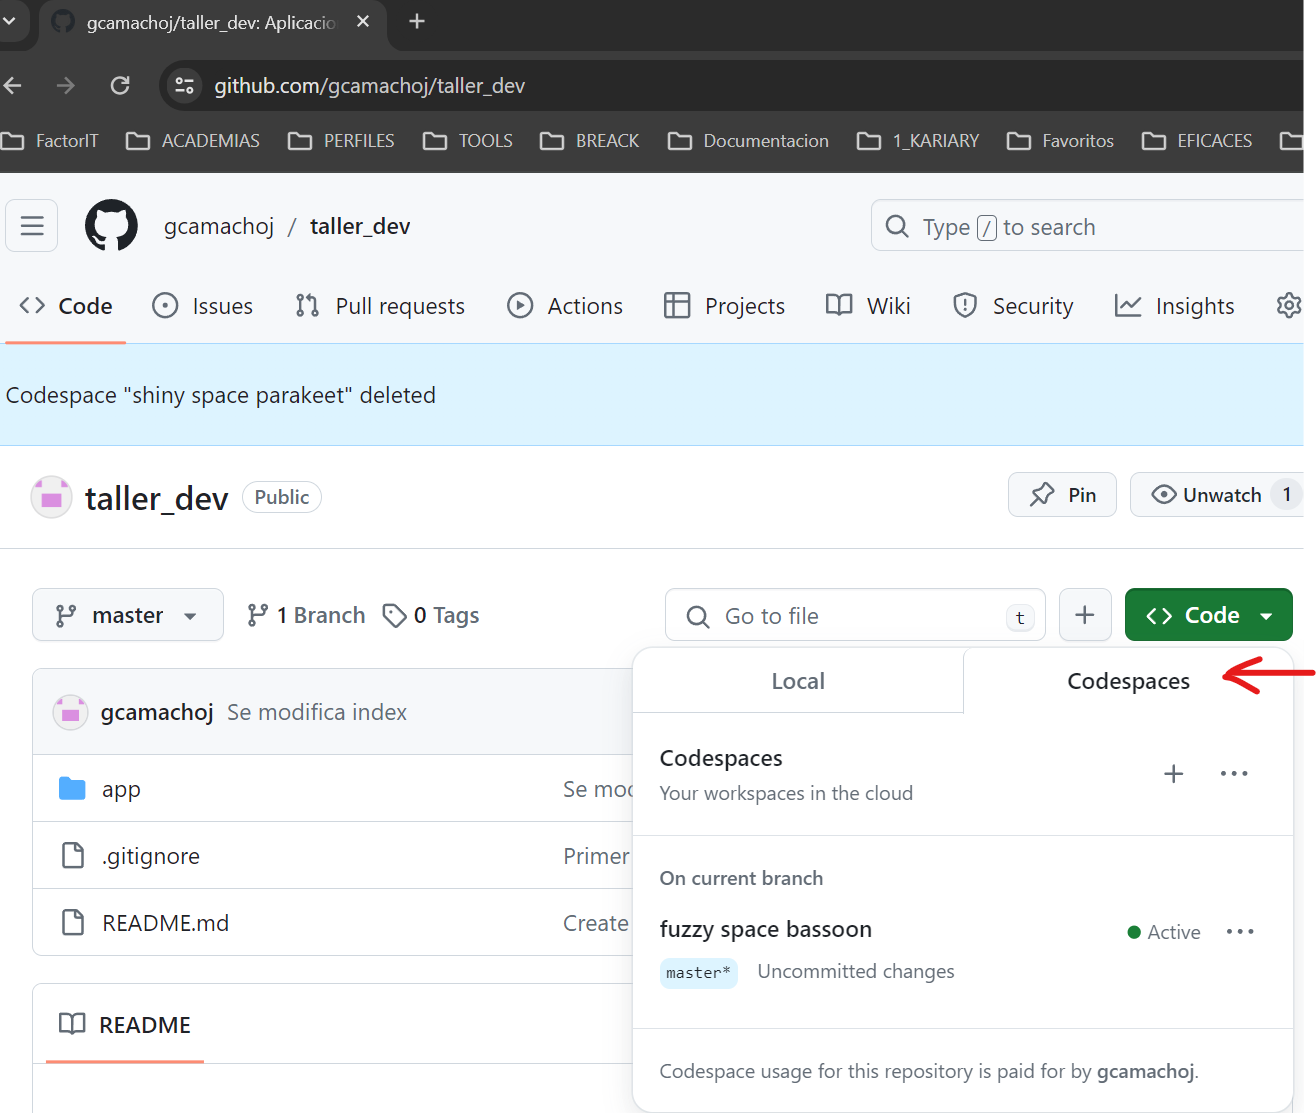 gcamachoj/taller_dev: Aplicacio
github.com/gcamachoj/taller_dev
FactorIT ACADEMIAS PERFILES TOOLS BREACK Documentacion 1_KARIARY Favoritos EFICACES
gcamachoj / taller_dev
Type / to search
Code Issues Pull requests Actions Projects Wiki Security Insights
Codespace "shiny space parakeet" deleted
taller_dev Public
Pin Unwatch 1
master 1 Branch 0 Tags
Go to file t
Code
Local Codespaces
gcamachoj Se modifica index
Codespaces
Your workspaces in the cloud
app Se mod
.gitignore Primer
README.md Create
On current branch
fuzzy space bassoon Active
master* Uncommitted changes
README
Codespace usage for this repository is paid for by gcamachoj.